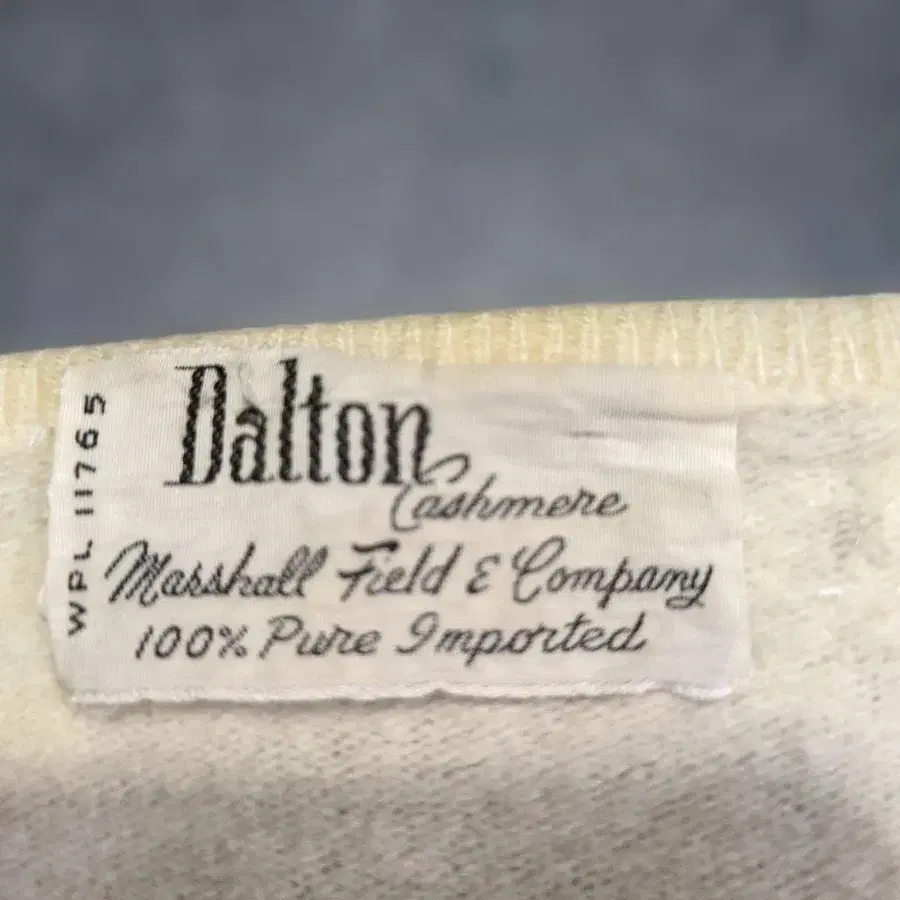 Dalton
Cashmere
Marshall Field & Company
100% Pure Imported
WPL 11765